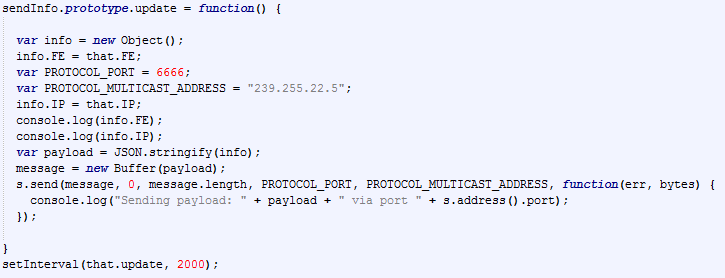 sendInfo.prototype.update = function() {
var info = new Object();
info.FE = that.FE;
var PROTOCOL_PORT = 6666;
var PROTOCOL_MULTICAST_ADDRESS = "239.255.22.5";
info.IP = that.IP;
console.log(info.FE);
console.log(info.IP);
var payload = JSON.stringify(info);
message = new Buffer(payload);
s.send(message, 0, message.length, PROTOCOL_PORT, PROTOCOL_MULTICAST_ADDRESS, function(err, bytes) {
console.log("Sending payload: " + payload + " via port " + s.address().port);
});
}
setInterval(that.update, 2000);